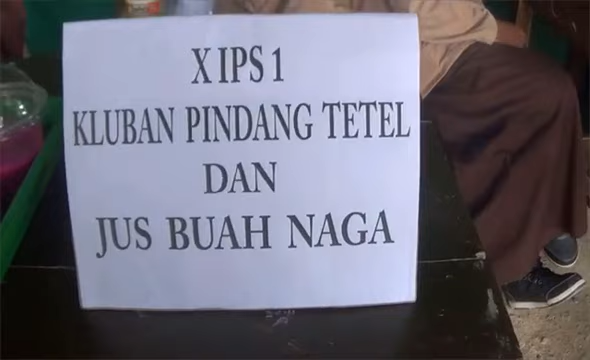 X IPS 1
KLUBAN PINDANG TETEL
DAN
JUS BUAH NAGA